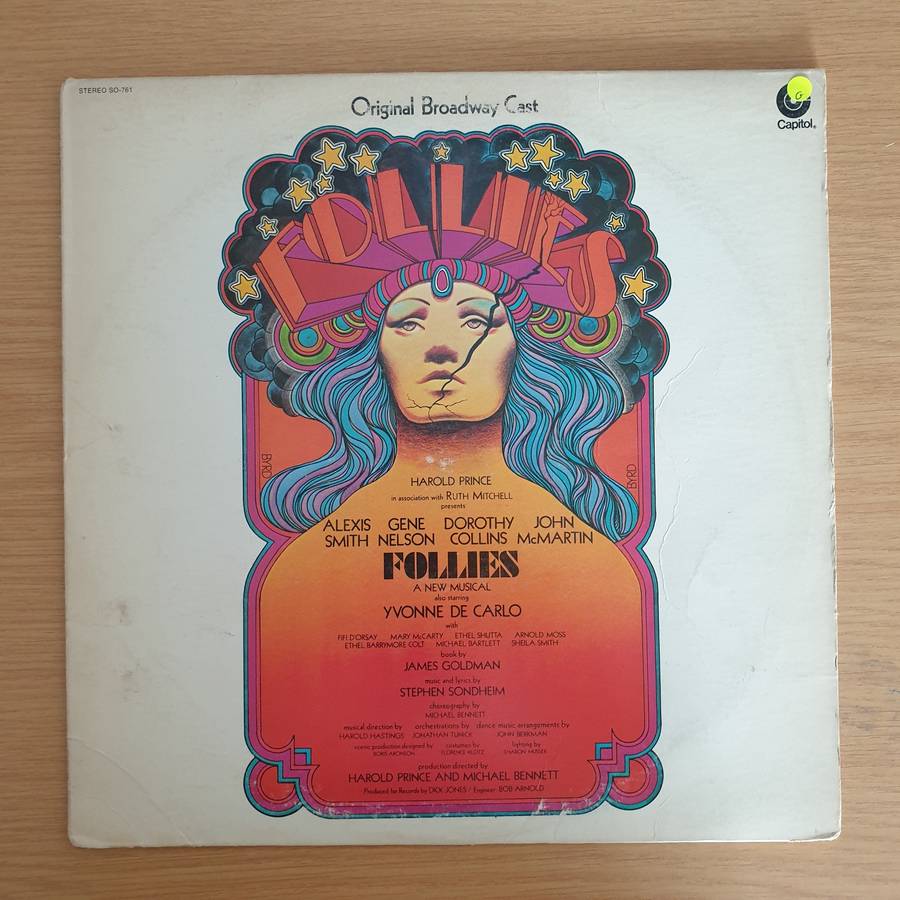 STEREO SO-761
Original Broadway Cast
G
Capitol®
FOLLIES
BYRD
BYRD
HAROLD PRINCE
in association with RUTH MITCHELL
presents
ALEXIS GENE DOROTHY JOHN
SMITH NELSON COLLINS McMARTIN
FOLLIES
A NEW MUSICAL
also starring
YVONNE DE CARLO
with
FIFI D'ORSAY MARY McCARTY ETHEL SHUTTA ARNOLD MOSS
ETHEL BARRYMORE COLT MICHAEL BARTLETT SHEILA SMITH
book by
JAMES GOLDMAN
music and lyrics by
STEPHEN SONDHEIM
choreography by
MICHAEL BENNETT
musical direction by orchestrations by dance music arrangements by
HAROLD HASTINGS JONATHAN TUNICK JOHN BERKMAN
scenic production designed by costumes by lighting by
BORIS ARONSON FLORENCE KLOTZ THARON MUSSER
production directed by
HAROLD PRINCE AND MICHAEL BENNETT
Produced for Records by DICK JONES / Engineer BOB ARNOLD